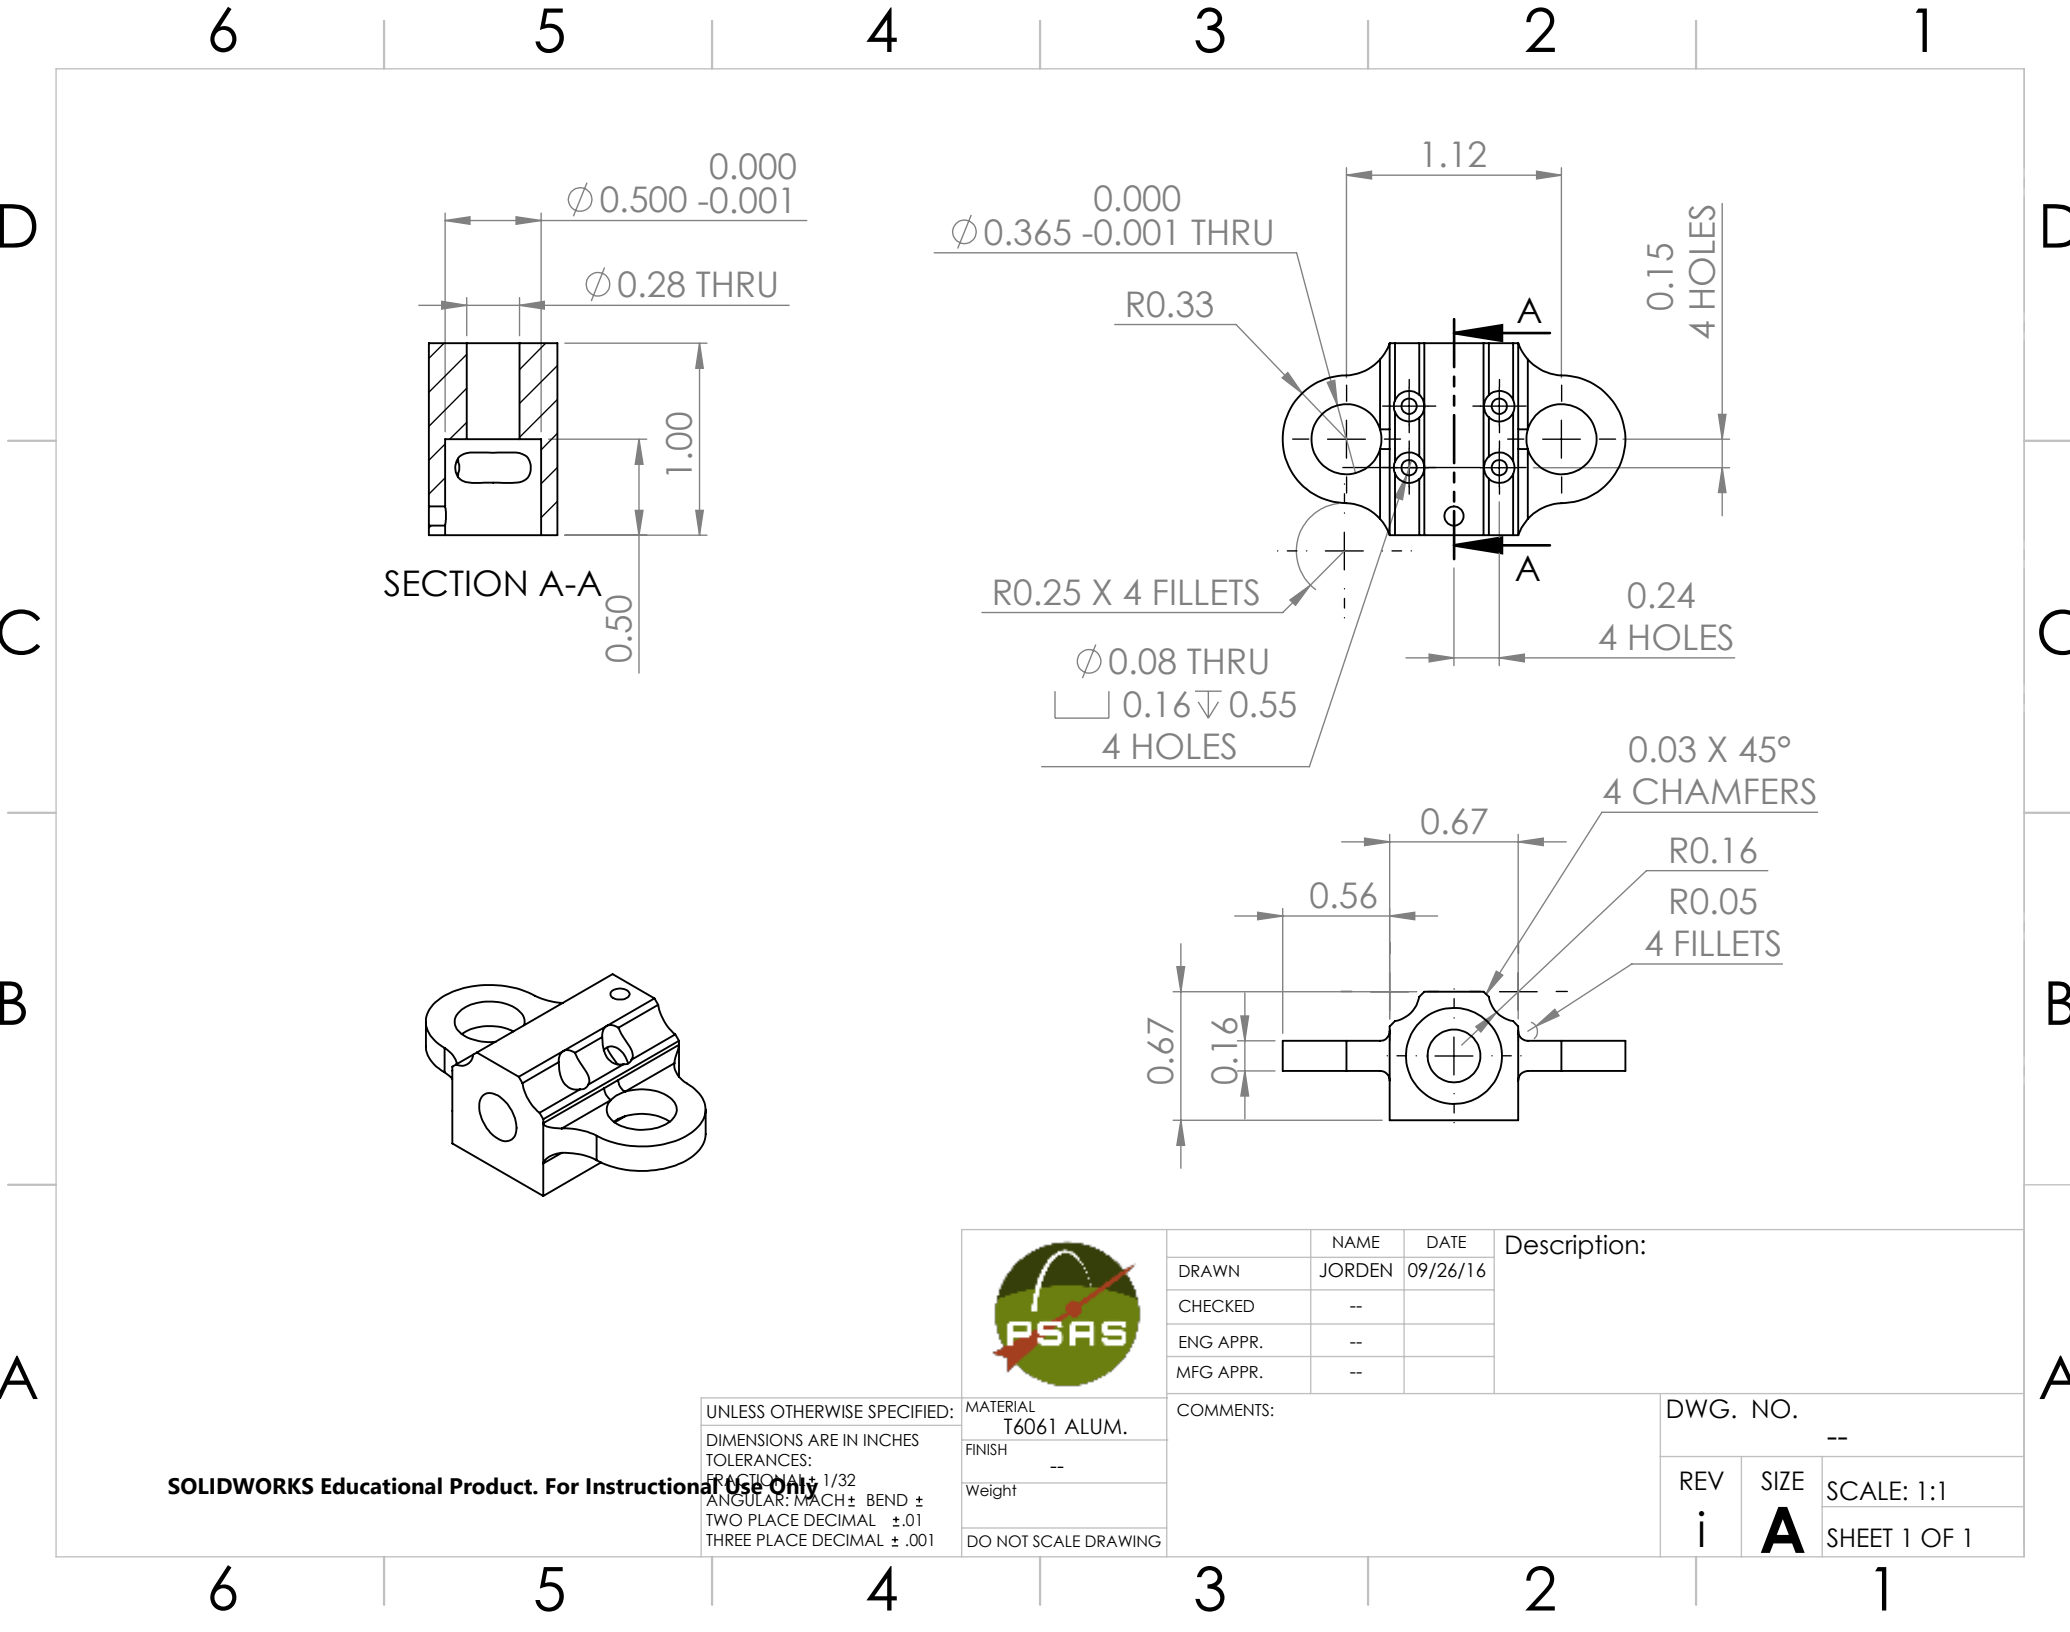 6 5 4 3 2 1
D
D
0.000
⌀0.500 -0.001
⌀0.28 THRU
1.00
0.50
SECTION A-A
1.12
0.000
⌀0.365 -0.001 THRU
R0.33
0.15
4 HOLES
A
A
R0.25 X 4 FILLETS
⌀0.08 THRU
⌴ 0.16 ↧ 0.55
4 HOLES
0.24
4 HOLES
C
C
0.03 X 45°
4 CHAMFERS
0.67
R0.16
R0.05
4 FILLETS
0.56
0.67
0.16
B
B
A
A
PSAS
NAME DATE
DRAWN JORDEN 09/26/16
CHECKED --
ENG APPR. --
MFG APPR. --
Description:
UNLESS OTHERWISE SPECIFIED:
DIMENSIONS ARE IN INCHES
TOLERANCES:
FRACTIONAL ± 1/32
ANGULAR: MACH ± BEND ±
TWO PLACE DECIMAL ±.01
THREE PLACE DECIMAL ± .001
MATERIAL
T6061 ALUM.
FINISH
--
Weight
DO NOT SCALE DRAWING
COMMENTS:
DWG. NO.
--
REV
i
SIZE
A
SCALE: 1:1
SHEET 1 OF 1
SOLIDWORKS Educational Product. For Instructional Use Only
6 5 4 3 2 1